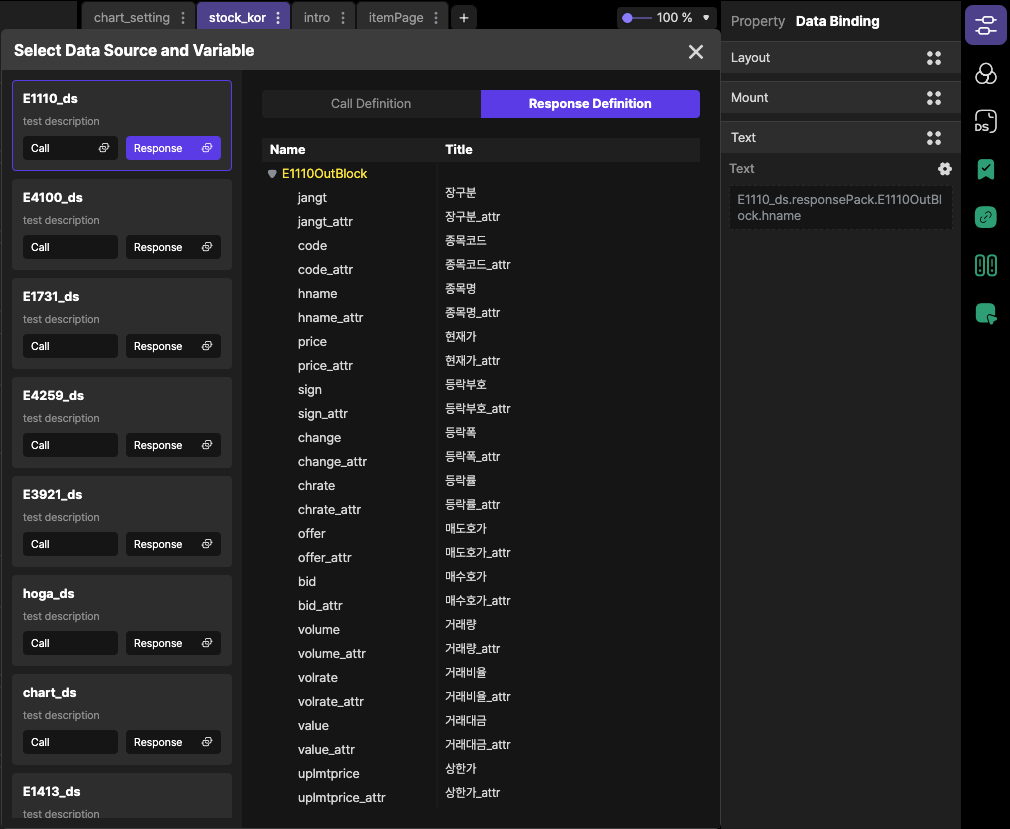 chart_setting
stock_kor
intro
itemPage
+
100 %
Property Data Binding
Select Data Source and Variable
E1110_ds
test description
Call Response
E4100_ds
test description
Call Response
E1731_ds
test description
Call Response
E4259_ds
test description
Call Response
E3921_ds
test description
Call Response
hoga_ds
test description
Call Response
chart_ds
test description
Call Response
E1413_ds
test description
Call Definition Response Definition
Name Title
E1110OutBlock
jangt 장구분
jangt_attr 장구분_attr
code 종목코드
code_attr 종목코드_attr
hname 종목명
hname_attr 종목명_attr
price 현재가
price_attr 현재가_attr
sign 등락부호
sign_attr 등락부호_attr
change 등락폭
change_attr 등락폭_attr
chrate 등락률
chrate_attr 등락률_attr
offer 매도호가
offer_attr 매도호가_attr
bid 매수호가
bid_attr 매수호가_attr
volume 거래량
volume_attr 거래량_attr
volrate 거래비율
volrate_attr 거래비율_attr
value 거래대금
value_attr 거래대금_attr
uplmtprice 상한가
uplmtprice_attr 상한가_attr
Layout
Mount
Text
Text
E1110_ds.responsePack.E1110OutBl
ock.hname
DS